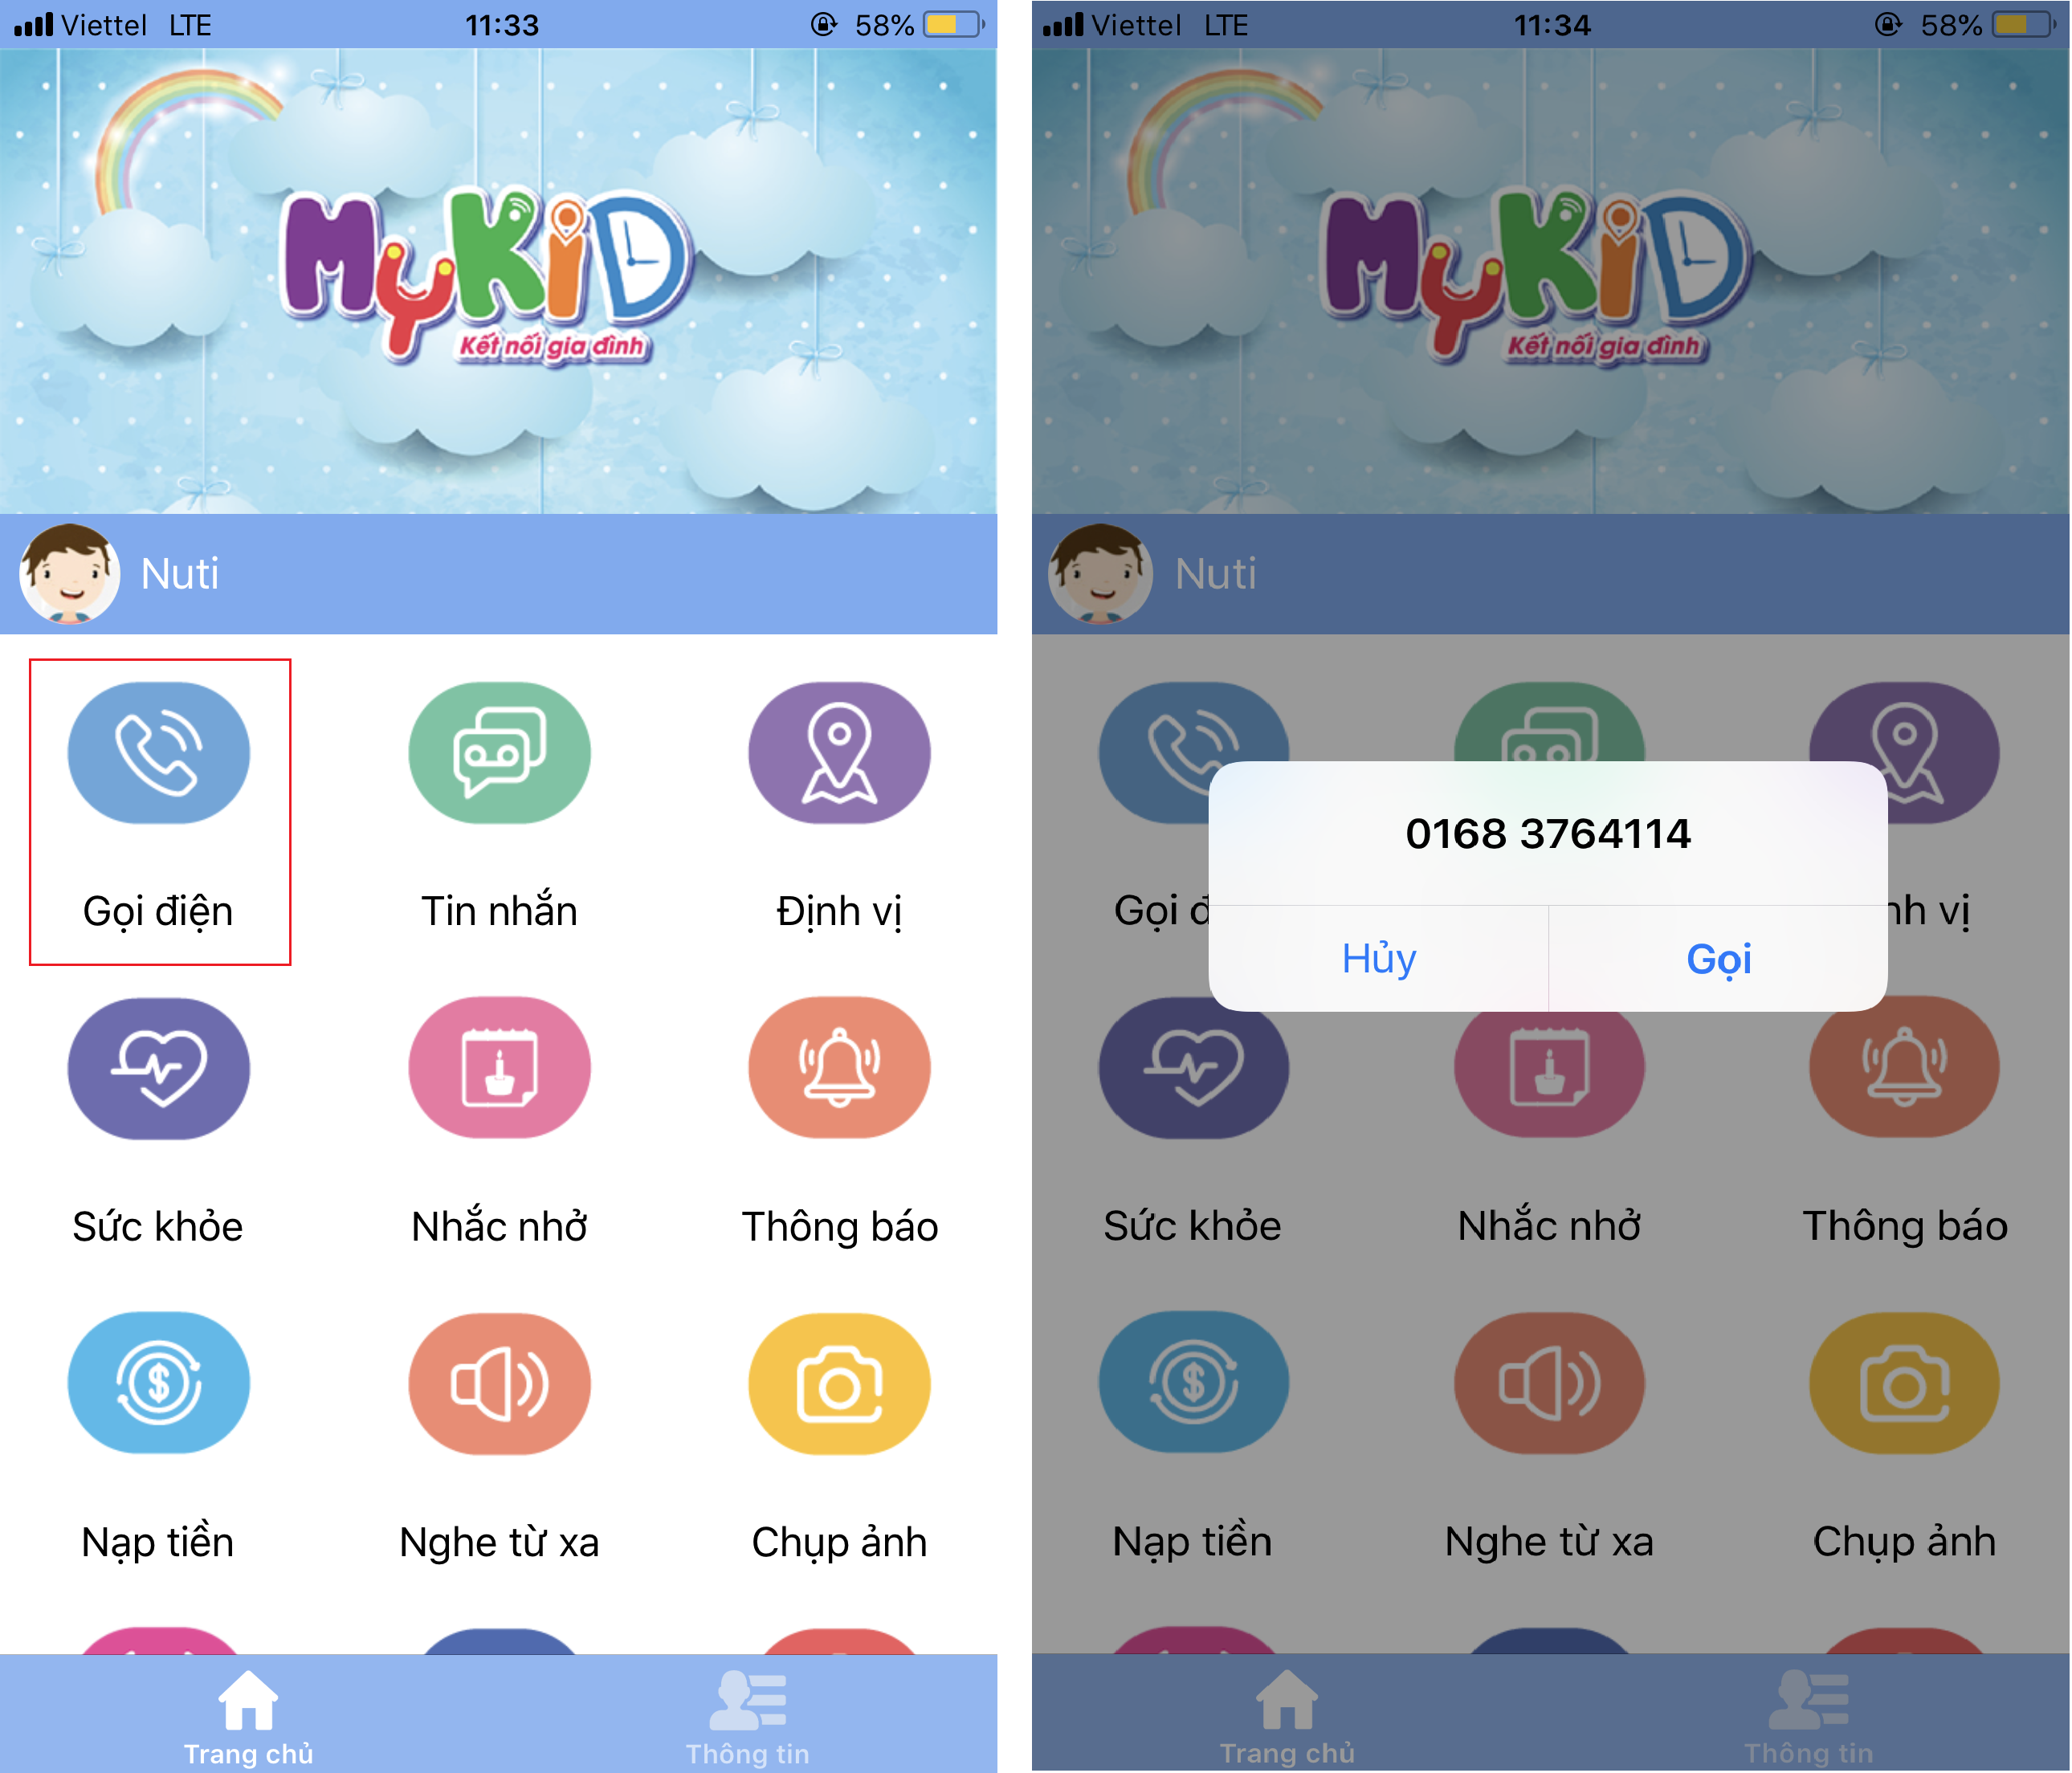 Viettel LTE 11:33 58%
MyKiD
Kết nối gia đình
Nuti
Gọi điện Tin nhắn Định vị
Sức khỏe Nhắc nhở Thông báo
$
Nạp tiền Nghe từ xa Chụp ảnh
Trang chủ Thông tin
Viettel LTE 11:34 58%
MyKiD
Kết nối gia đình
Nuti
0168 3764114
Gọi đ nh vị
Hủy Gọi
Sức khỏe Nhắc nhở Thông báo
$
Nạp tiền Nghe từ xa Chụp ảnh
Trang chủ Thông tin